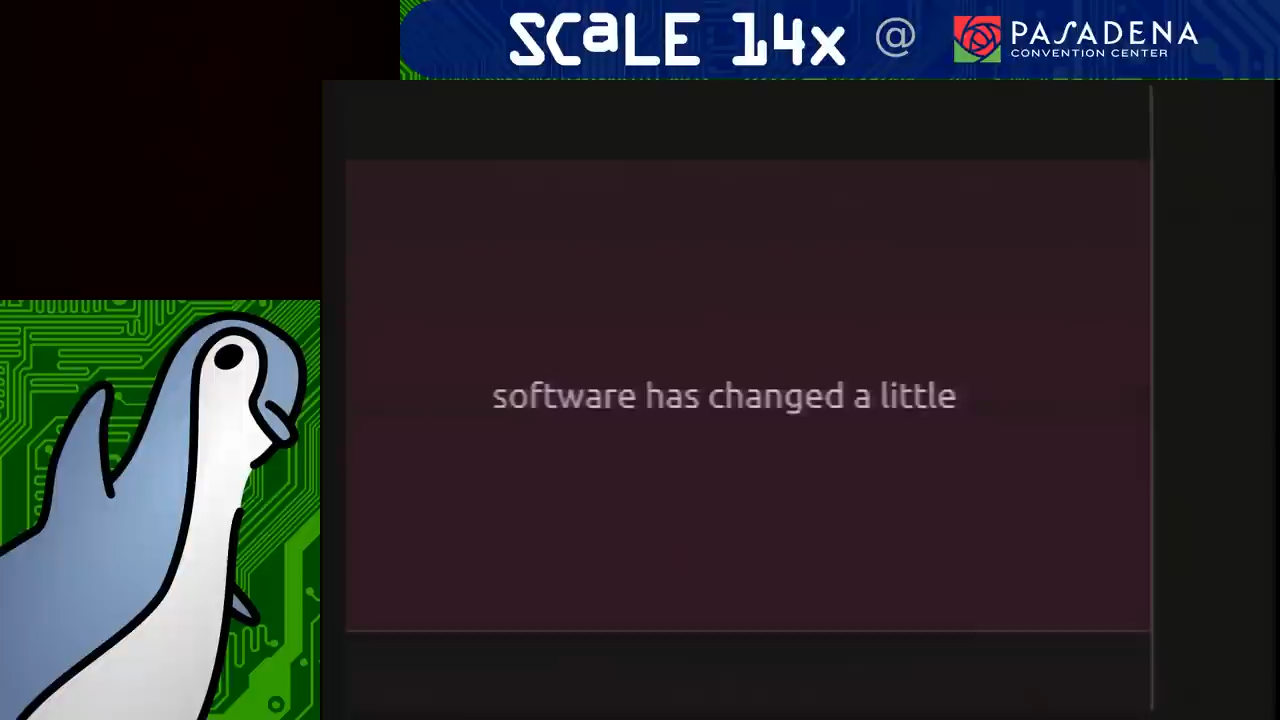 SCaLE 14x @ PASADENA
CONVENTION CENTER
software has changed a little